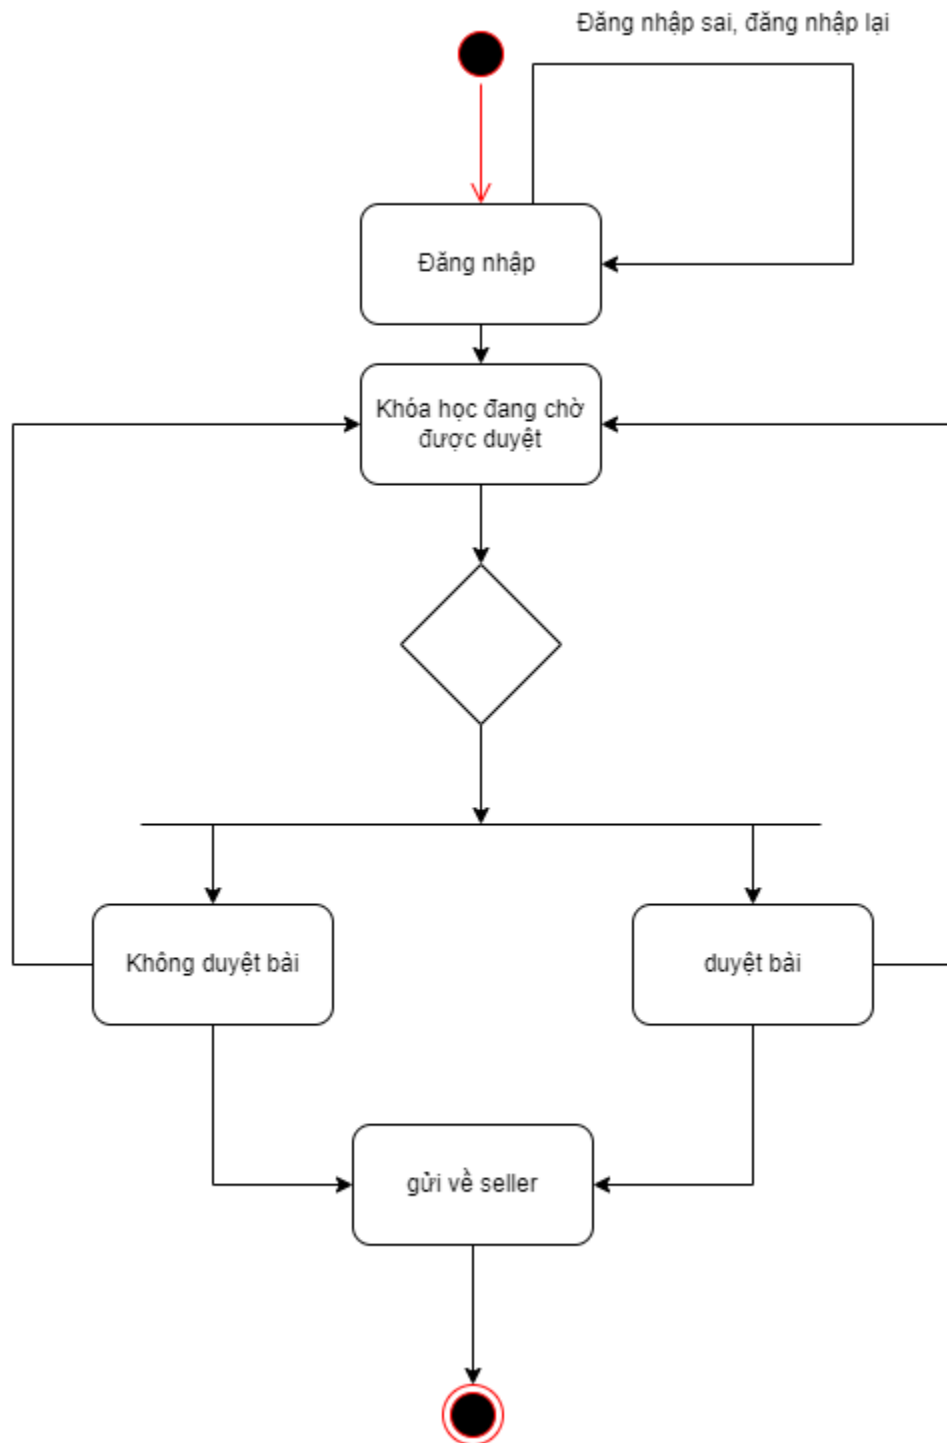 Đăng nhập sai, đăng nhập lại
Đăng nhập
Khóa học đang chờ
được duyệt
Không duyệt bài
duyệt bài
gửi về seller